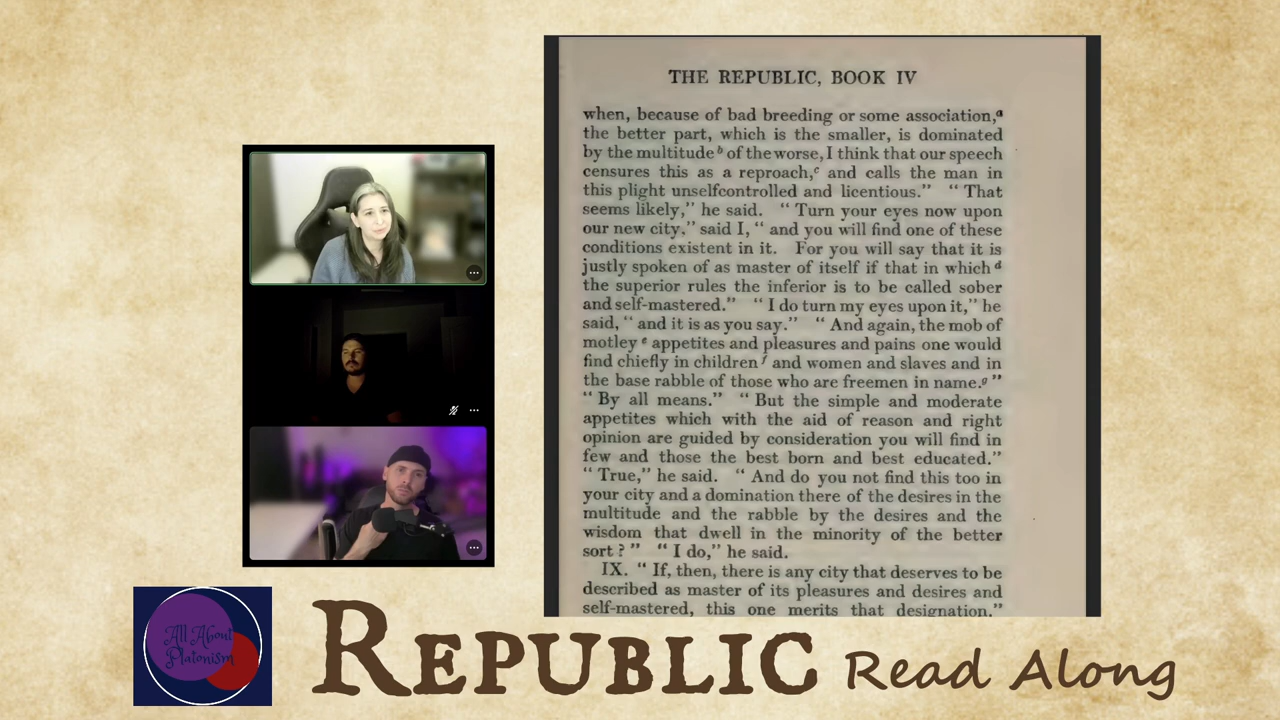 THE REPUBLIC, BOOK IV
when, because of bad breeding or some association,ᵃ
the better part, which is the smaller, is dominated
by the multitude ᵇ of the worse, I think that our speech
censures this as a reproach,ᶜ and calls the man in
this plight unselfcontrolled and licentious.” “ That
seems likely,” he said. “ Turn your eyes now upon
our new city,” said I, “ and you will find one of these
conditions existent in it. For you will say that it is
justly spoken of as master of itself if that in which ᵈ
the superior rules the inferior is to be called sober
and self-mastered.” “ I do turn my eyes upon it,” he
said, “ and it is as you say.” “ And again, the mob of
motley ᵉ appetites and pleasures and pains one would
find chiefly in children ᶠ and women and slaves and in
the base rabble of those who are freemen in name.ᵍ ”
“ By all means.” “ But the simple and moderate
appetites which with the aid of reason and right
opinion are guided by consideration you will find in
few and those the best born and best educated.”
“ True,” he said. “ And do you not find this too in
your city and a domination there of the desires in the
multitude and the rabble by the desires and the
wisdom that dwell in the minority of the better
sort ? ” “ I do,” he said.
IX. “ If, then, there is any city that deserves to be
described as master of its pleasures and desires and
self-mastered, this one merits that designation.”
All About
Platonism
REPUBLIC Read Along